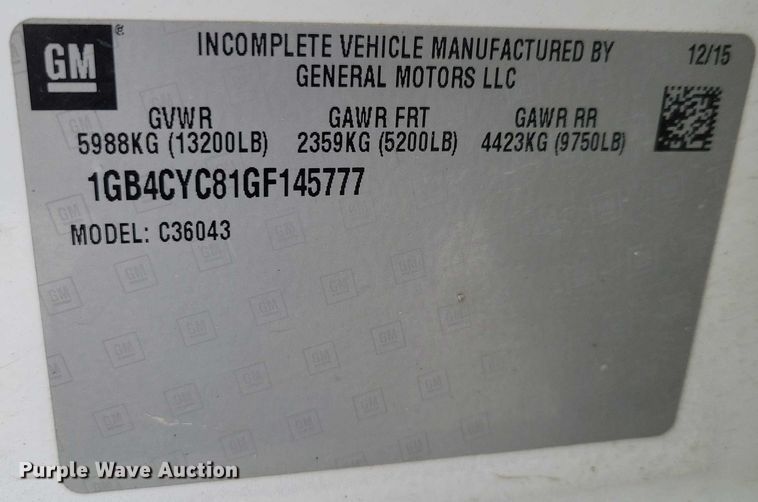 GM®
INCOMPLETE VEHICLE MANUFACTURED BY
12/15
GENERAL MOTORS LLC
GVWR GAWR FRT GAWR RR
5988KG (13200LB) 2359KG (5200LB) 4423KG (9750LB)
1GB4CYC81GF145777
MODEL: C36043
Purple Wave Auction